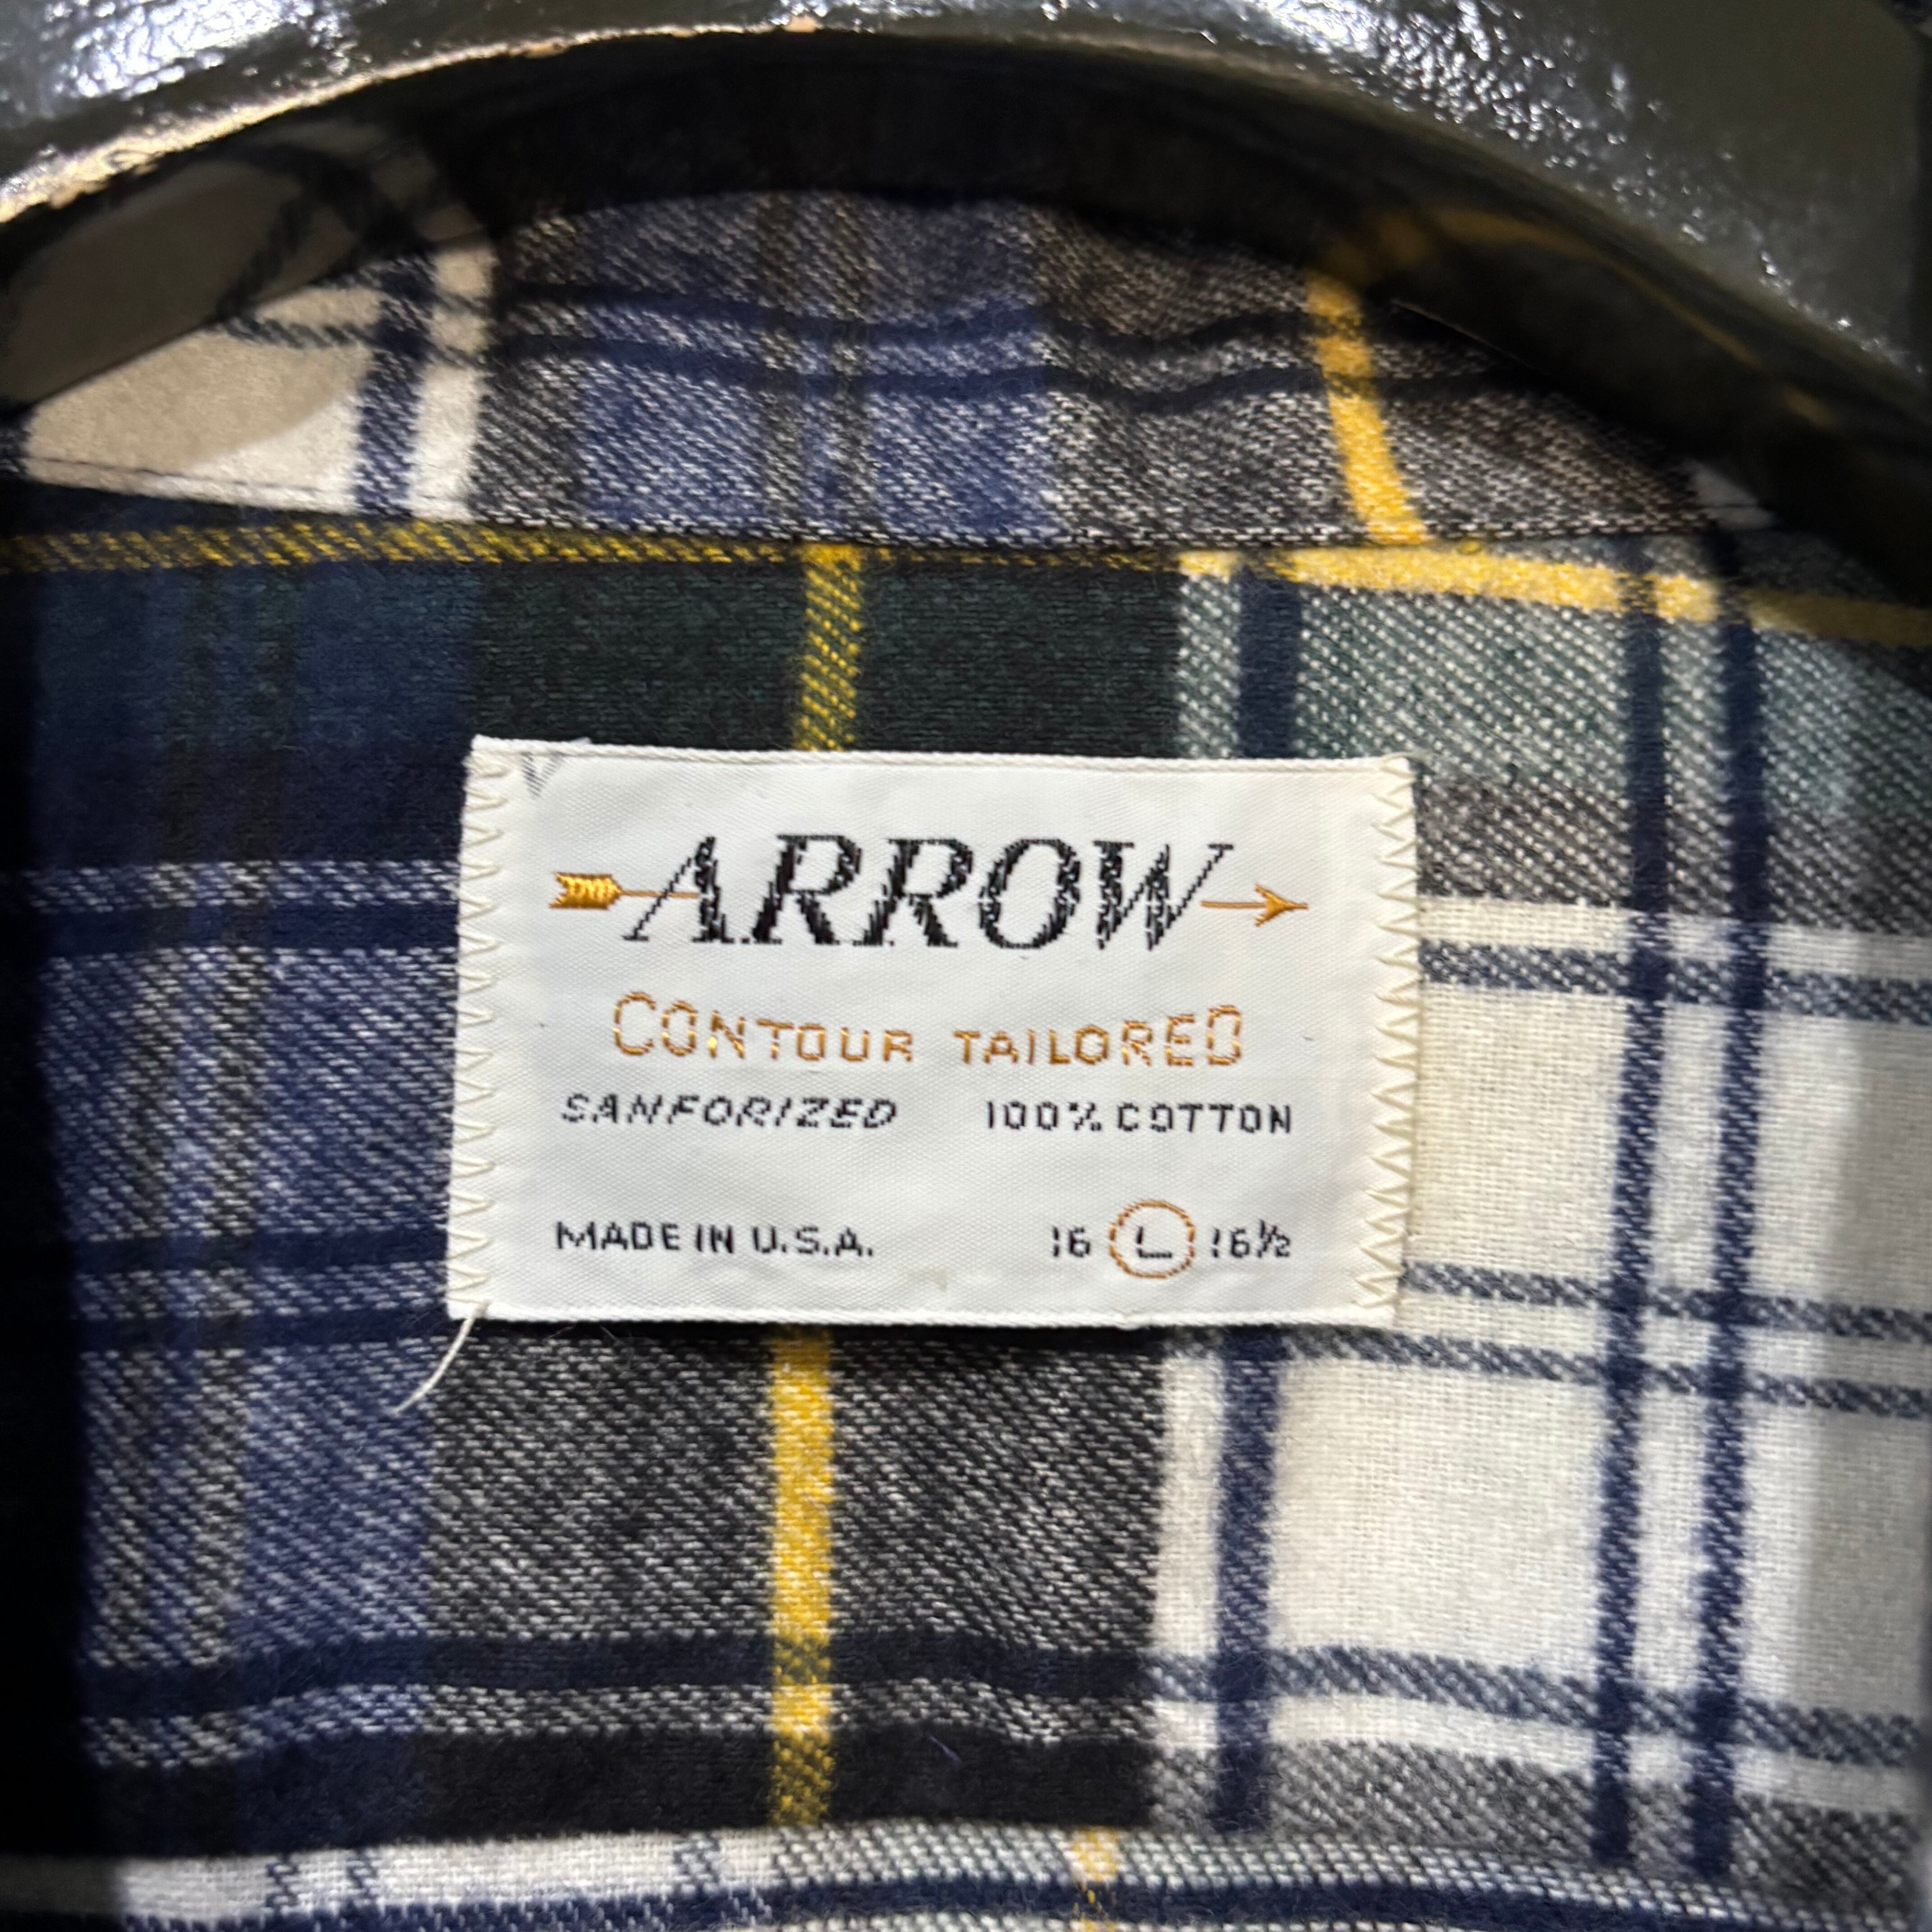 ARROW
CONTOUR TAILORED
SANFORIZED 100% COTTON
MADE IN U.S.A. 16 L 16½